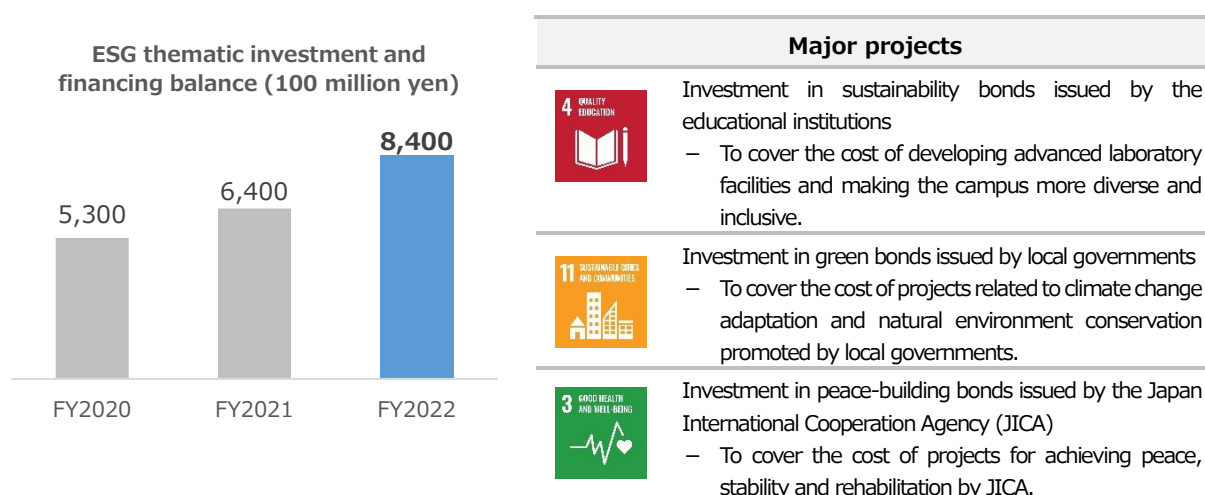 ESG thematic investment and
financing balance (100 million yen)
8,400
6,400
5,300
FY2020
FY2021
FY2022
Major projects
4 QUALITY
EDUCATION
Investment in sustainability bonds issued by the
educational institutions
– To cover the cost of developing advanced laboratory
facilities and making the campus more diverse and
inclusive.
11 SUSTAINABLE CITIES
AND COMMUNITIES
Investment in green bonds issued by local governments
– To cover the cost of projects related to climate change
adaptation and natural environment conservation
promoted by local governments.
3 GOOD HEALTH
AND WELL-BEING
Investment in peace-building bonds issued by the Japan
International Cooperation Agency (JICA)
– To cover the cost of projects for achieving peace,
stability and rehabilitation by JICA.